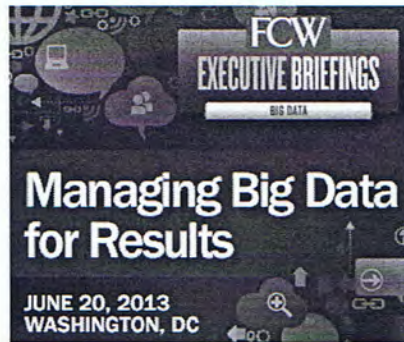 FCW
EXECUTIVE BRIEFINGS
BIG DATA
Managing Big Data
for Results
JUNE 20, 2013
WASHINGTON, DC